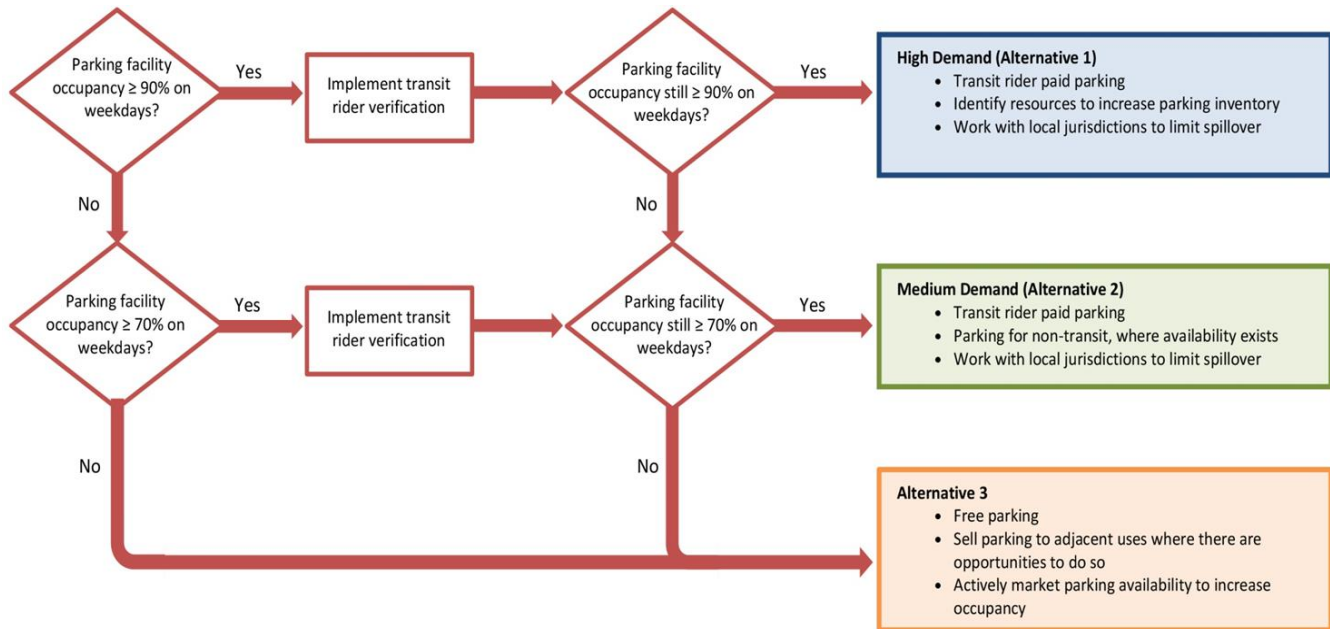 Parking facility
occupancy ≥ 90% on
weekdays?
Yes
Implement transit
rider verification
Parking facility
occupancy still ≥ 90% on
weekdays?
Yes
High Demand (Alternative 1)
• Transit rider paid parking
• Identify resources to increase parking inventory
• Work with local jurisdictions to limit spillover
No
No
Parking facility
occupancy ≥ 70% on
weekdays?
Yes
Implement transit
rider verification
Parking facility
occupancy still ≥ 70% on
weekdays?
Yes
Medium Demand (Alternative 2)
• Transit rider paid parking
• Parking for non-transit, where availability exists
• Work with local jurisdictions to limit spillover
No
No
Alternative 3
• Free parking
• Sell parking to adjacent uses where there are
opportunities to do so
• Actively market parking availability to increase
occupancy